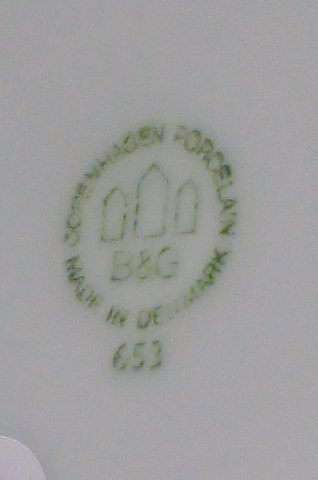 COPENHAGEN PORCELAIN
B&G
MADE IN DENMARK
653